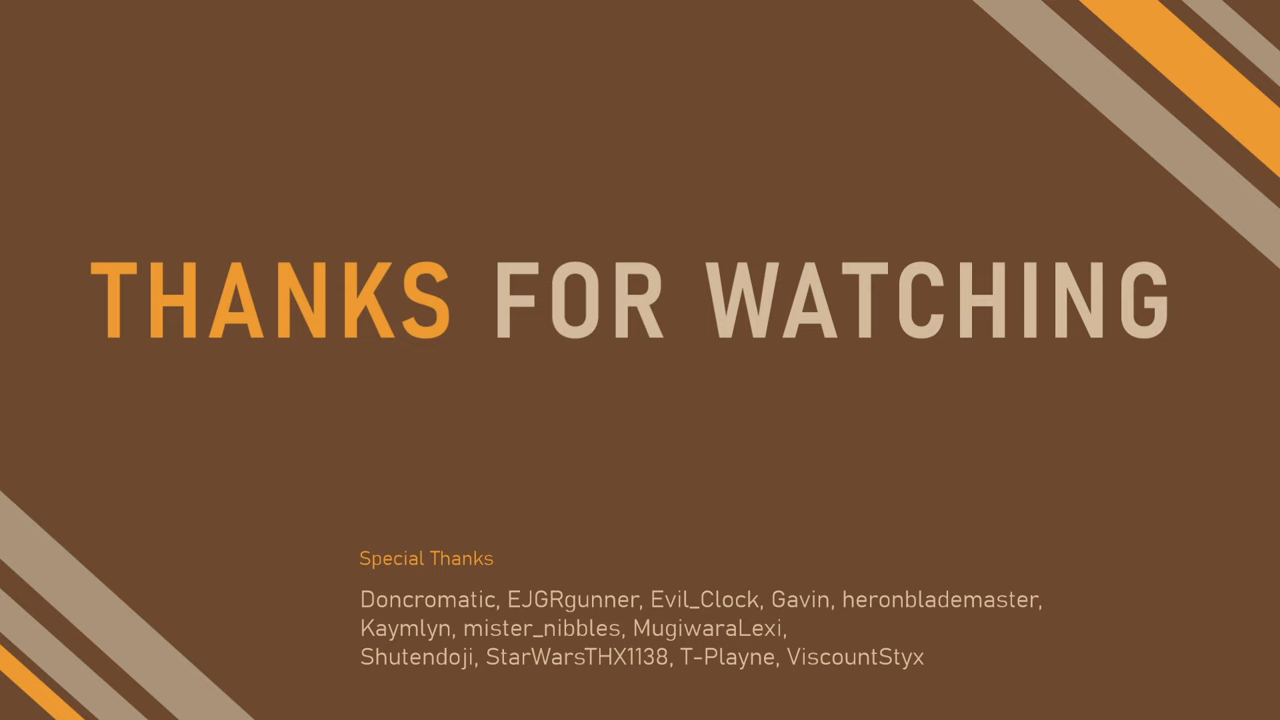 THANKS FOR WATCHING
Special Thanks
Doncromatic, EJGRgunner, Evil_Clock, Gavin, heronblademaster,
Kaymlyn, mister_nibbles, MugiwaraLexi,
Shutendoji, StarWarsTHX1138, T-Playne, ViscountStyx